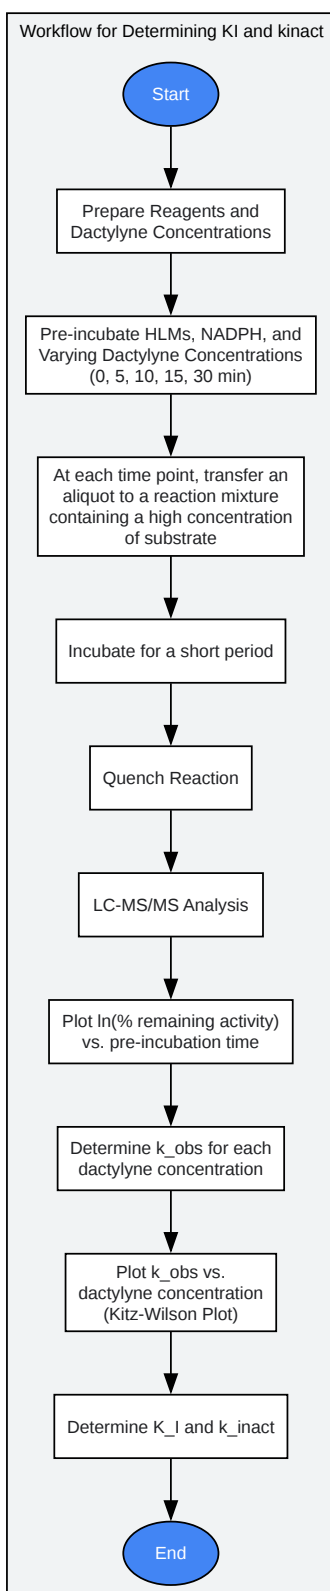 Workflow for Determining KI and kinact
Start
Prepare Reagents and
Dactylyne Concentrations
Pre-incubate HLMs, NADPH, and
Varying Dactylyne Concentrations
(0, 5, 10, 15, 30 min)
At each time point, transfer an
aliquot to a reaction mixture
containing a high concentration
of substrate
Incubate for a short period
Quench Reaction
LC-MS/MS Analysis
Plot ln(% remaining activity)
vs. pre-incubation time
Determine k_obs for each
dactylyne concentration
Plot k_obs vs.
dactylyne concentration
(Kitz-Wilson Plot)
Determine K_I and k_inact
End